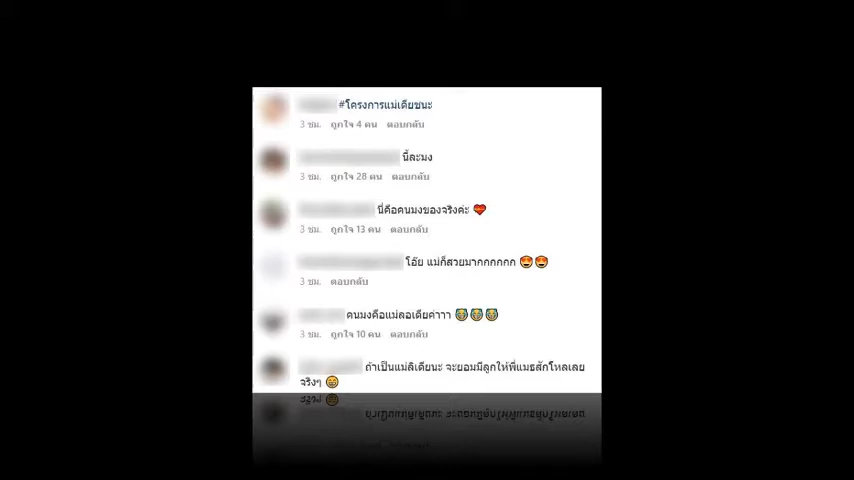 #โครงการแม่เดียชนะ
3 ชม. ถูกใจ 4 คน ตอบกลับ
นี้ละมง
3 ชม. ถูกใจ 28 คน ตอบกลับ
นี่คือคนมงของจริงค่ะ
3 ชม. ถูกใจ 13 คน ตอบกลับ
โอ๊ย แม่ก็สวยมากกกกกก
3 ชม. ตอบกลับ
คนมงคือแม่ลอเดียค่าาา
3 ชม. ถูกใจ 10 คน ตอบกลับ
ถ้าเป็นแม่ลิเดียนะ จะยอมมีลูกให้พี่แมธสักโหลเลย
จริงๆ